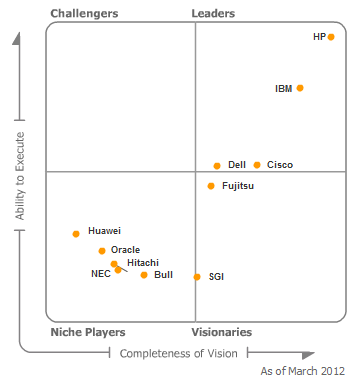 Challengers
Leaders
HP
IBM
Dell
Cisco
Fujitsu
Huawei
Oracle
Hitachi
NEC
Bull
SGI
Ability to Execute
Niche Players
Visionaries
Completeness of Vision
As of March 2012